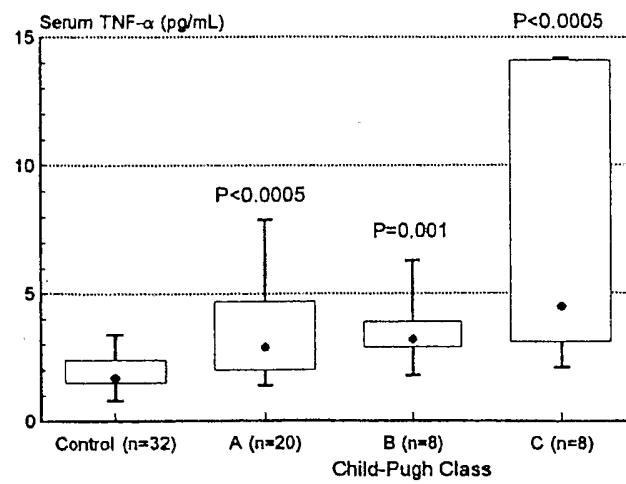 Serum TNF-α (pg/mL)
P<0.0005
15
10
P<0.0005
P=0,001
5
0
Control (n=32) A (n=20) B (n=8) C (n=8)
Child-Pugh Class